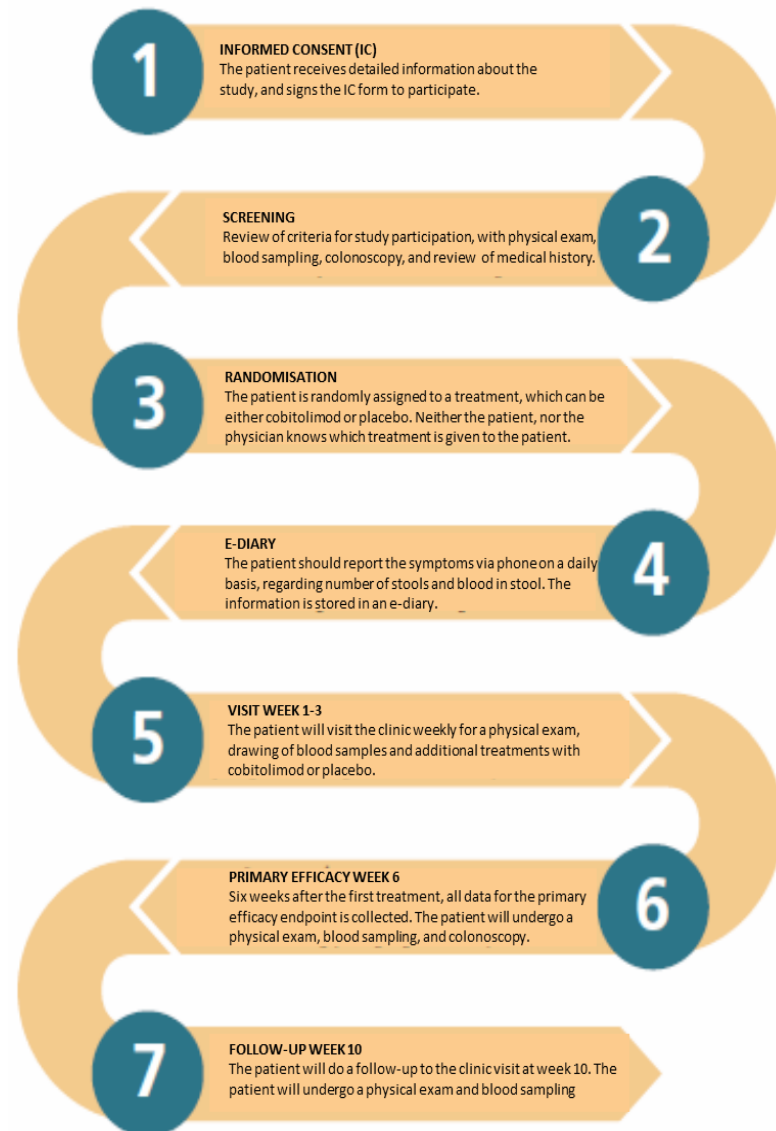 1
INFORMED CONSENT (IC)
The patient receives detailed information about the
study, and signs the IC form to participate.
2
SCREENING
Review of criteria for study participation, with physical exam,
blood sampling, colonoscopy, and review of medical history.
3
RANDOMISATION
The patient is randomly assigned to a treatment, which can be
either cobitolimod or placebo. Neither the patient, nor the
physician knows which treatment is given to the patient.
4
E-DIARY
The patient should report the symptoms via phone on a daily
basis, regarding number of stools and blood in stool. The
information is stored in an e-diary.
5
VISIT WEEK 1-3
The patient will visit the clinic weekly for a physical exam,
drawing of blood samples and additional treatments with
cobitolimod or placebo.
6
PRIMARY EFFICACY WEEK 6
Six weeks after the first treatment, all data for the primary
efficacy endpoint is collected. The patient will undergo a
physical exam, blood sampling, and colonoscopy.
7
FOLLOW-UP WEEK 10
The patient will do a follow-up to the clinic visit at week 10. The
patient will undergo a physical exam and blood sampling